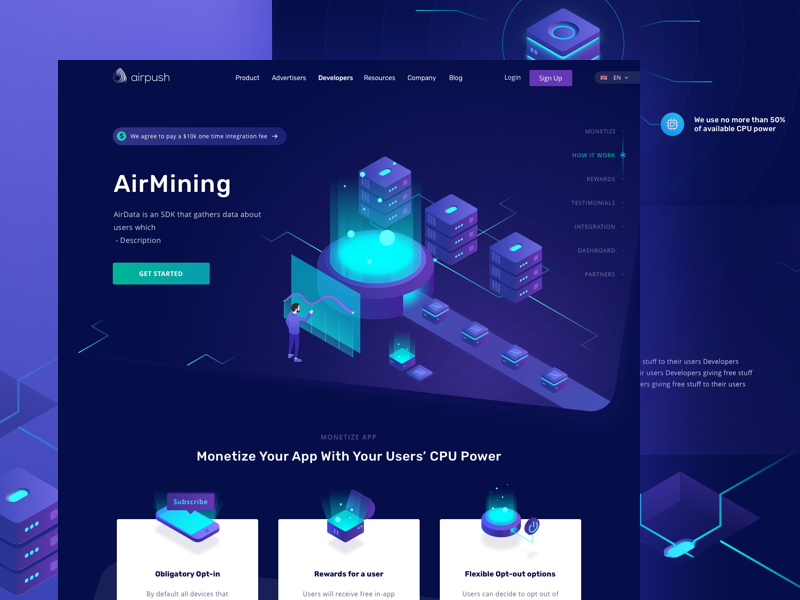 airpush
Product Advertisers Developers Resources Company Blog
Login Sign Up EN
We agree to pay a $10k one time integration fee →
AirMining
AirData is an SDK that gathers data about
users which
- Description
GET STARTED
MONETIZE
HOW IT WORK
REWARDS
TESTIMONIALS
INTEGRATION
DASHBOARD
PARTNERS
We use no more than 50%
of available CPU power
stuff to their users Developers
ir users Developers giving free stuff
ers giving free stuff to their users
MONETIZE APP
Monetize Your App With Your Users’ CPU Power
Subscribe
Obligatory Opt-in
By default all devices that
Rewards for a user
Users will receive free in-app
Flexible Opt-out options
Users can decide to opt out of